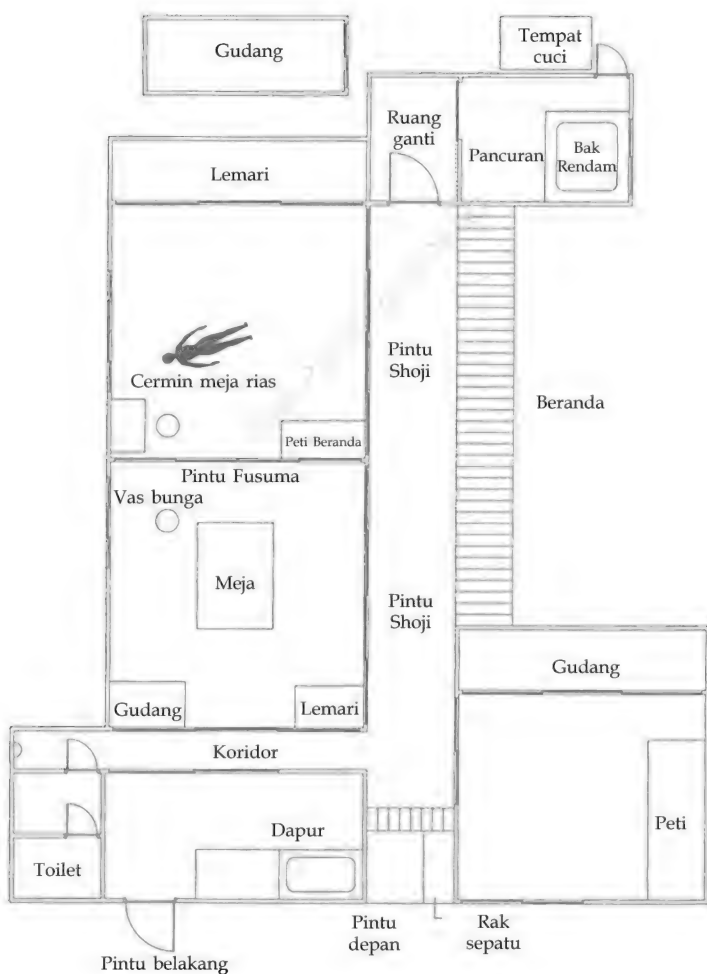 Gudang
Tempat
cuci
Ruang
ganti
Pancuran
Bak
Rendam
Lemari
Pintu
Shoji
Beranda
Cermin meja rias
Peti Beranda
Pintu Fusuma
Vas bunga
Meja
Pintu
Shoji
Gudang
Gudang
Lemari
Koridor
Dapur
Peti
Toilet
Pintu
depan
Rak
sepatu
Pintu belakang